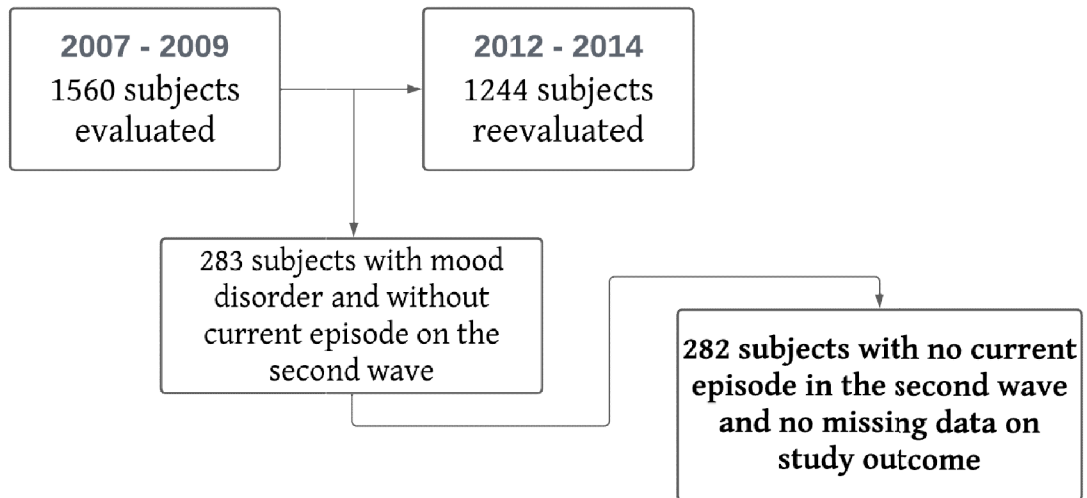 2007 - 2009
1560 subjects
evaluated
2012 - 2014
1244 subjects
reevaluated
283 subjects with mood
disorder and without
current episode on the
second wave
282 subjects with no current
episode in the second wave
and no missing data on
study outcome